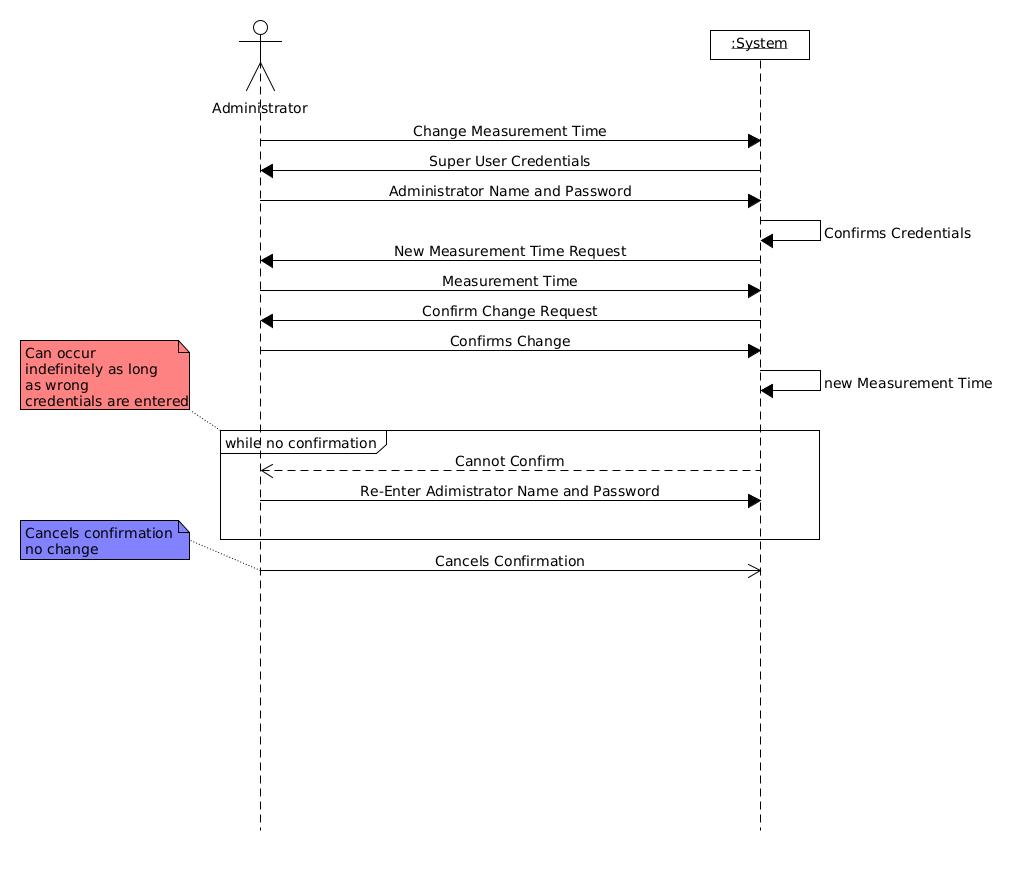 :System
Administrator
Change Measurement Time
Super User Credentials
Administrator Name and Password
Confirms Credentials
New Measurement Time Request
Measurement Time
Confirm Change Request
Confirms Change
Can occur
indefinitely as long
as wrong
credentials are entered
new Measurement Time
while no confirmation
Cannot Confirm
Re-Enter Adimistrator Name and Password
Cancels confirmation
no change
Cancels Confirmation